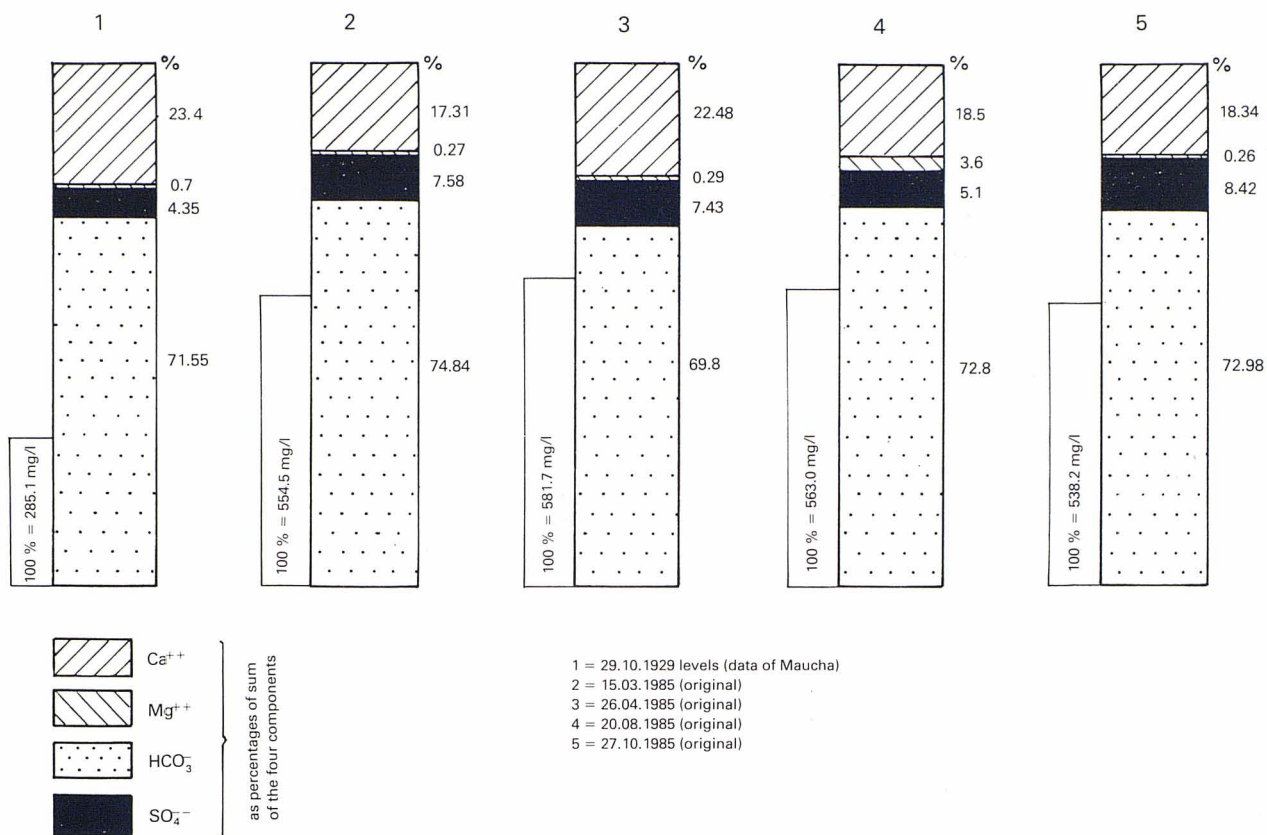 1
2
3
4
5
%
23.4
0.7
4.35
71.55
100 % = 285.1 mg/l
%
17.31
0.27
7.58
74.84
100 % = 554.5 mg/l
%
22.48
0.29
7.43
69.8
100 % = 581.7 mg/l
%
18.5
3.6
5.1
72.8
100 % = 563.0 mg/l
%
18.34
0.26
8.42
72.98
100 % = 538.2 mg/l
Ca⁺⁺
Mg⁺⁺
HCO₃⁻
SO₄⁻⁻
as percentages of sum
of the four components
1 = 29.10.1929 levels (data of Maucha)
2 = 15.03.1985 (original)
3 = 26.04.1985 (original)
4 = 20.08.1985 (original)
5 = 27.10.1985 (original)